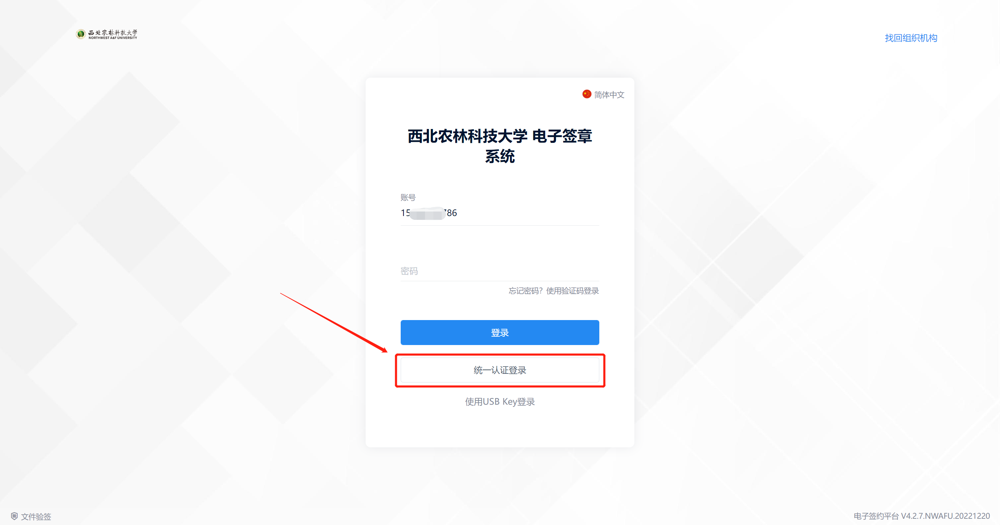 西北农林科技大学
NORTHWEST A&F UNIVERSITY
找回组织机构
简体中文
西北农林科技大学 电子签章
系统
账号
15 786
密码
忘记密码？使用验证码登录
登录
统一认证登录
使用USB Key登录
文件验签
电子签约平台 V4.2.7.NWAFU.20221220